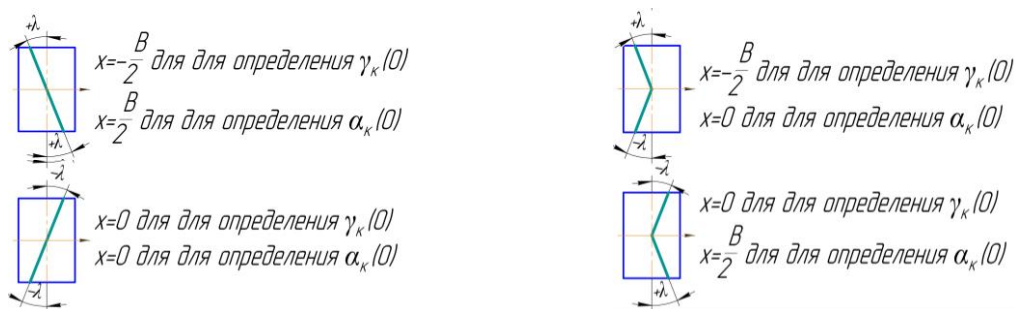 +λ
x=-B/2 для для определения γк(0)
x=B/2 для для определения αк(0)
+λ
-λ
x=0 для для определения γк(0)
x=0 для для определения αк(0)
-λ
+λ
x=-B/2 для для определения γк(0)
x=0 для для определения αк(0)
-λ
-λ
x=0 для для определения γк(0)
x=B/2 для для определения αк(0)
+λ